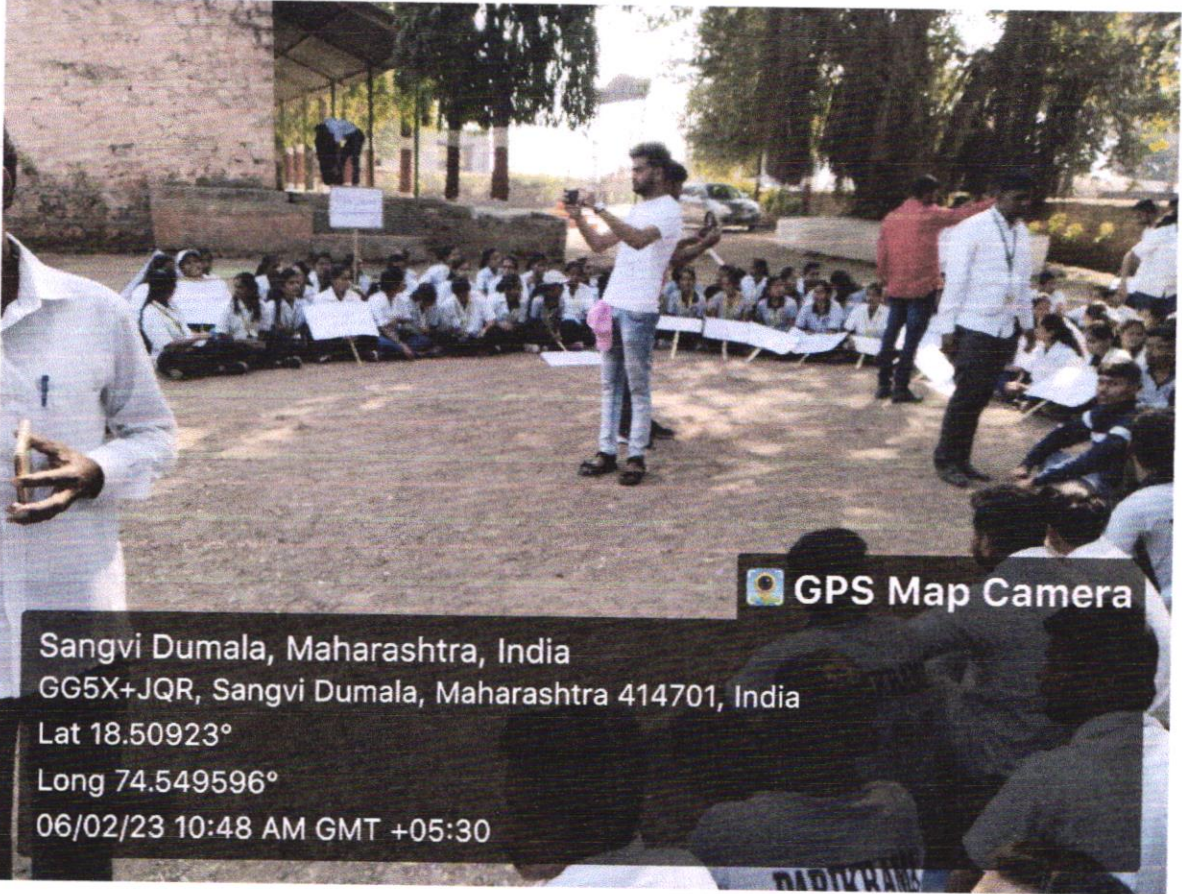 GPS Map Camera
Sangvi Dumala, Maharashtra, India
GG5X+JQR, Sangvi Dumala, Maharashtra 414701, India
Lat 18.50923°
Long 74.549596°
06/02/23 10:48 AM GMT +05:30